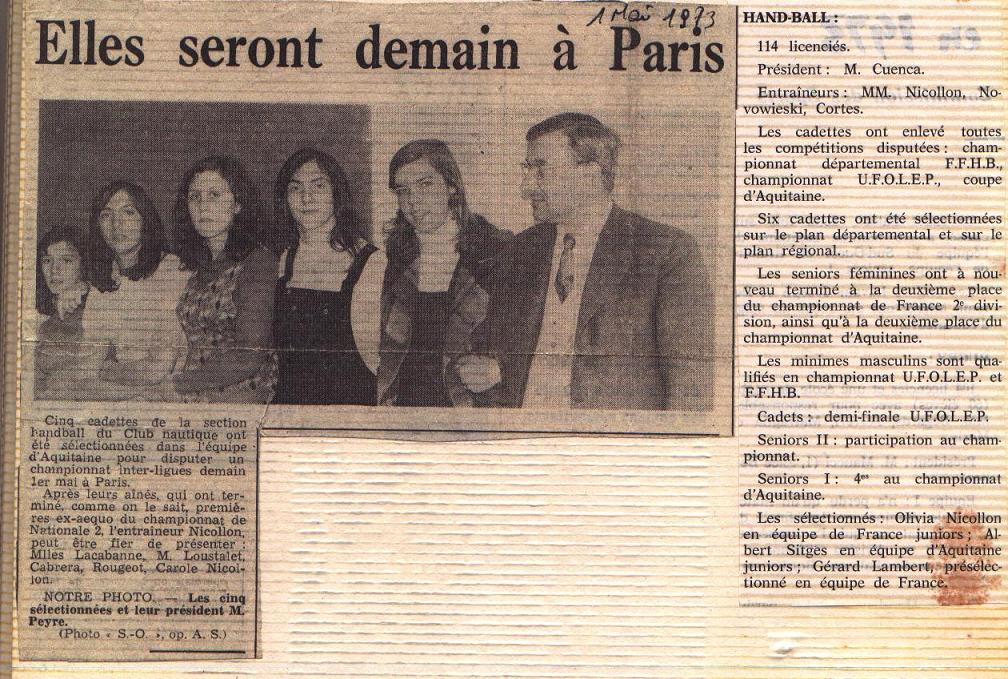 1 Mai 1973
Elles seront demain à Paris
Cinq cadettes de la section
handball du Club nautique ont
été sélectionnées dans l'équipe
d'Aquitaine pour disputer un
championnat inter-ligues demain
1er mai à Paris.
Après leurs aînés, qui ont ter-
miné, comme on le sait, premiè-
res ex-aequo du championnat de
Nationale 2, l'entraineur Nicollon,
peut être fier de présenter :
Mlles Lacabanne, M. Loustalet,
Cabrera, Rougeot, Carole Nicol-
lon.
NOTRE PHOTO. — Les cinq
sélectionnées et leur président M.
Peyre.
(Photo « S.-O. », op. A. S.)
HAND-BALL :
114 licenciés.
Président : M. Cuenca.
Entraîneurs : MM. Nicollon, No-
vowieski, Cortes.
Les cadettes ont enlevé toutes
les compétitions disputées : cham-
pionnat départemental F.F.H.B.,
championnat U.F.O.L.E.P., coupe
d'Aquitaine.
Six cadettes ont été sélectionnées
sur le plan départemental et sur le
plan régional.
Les seniors féminines ont à nou-
veau terminé à la deuxième place
du championnat de France 2e divi-
sion, ainsi qu'à la deuxième place du
championnat d'Aquitaine.
Les minimes masculins sont qua-
lifiés en championnat U.F.O.L.E.P. et
F.F.H.B.
Cadets : demi-finale U.F.O.L.E.P.
Seniors II : participation au cham-
pionnat.
Seniors I : 4es au championnat
d'Aquitaine.
Les sélectionnés : Olivia Nicollon
en équipe de France juniors ; Al-
bert Sitges en équipe d'Aquitaine
juniors ; Gérard Lambert, présélec-
tionné en équipe de France.